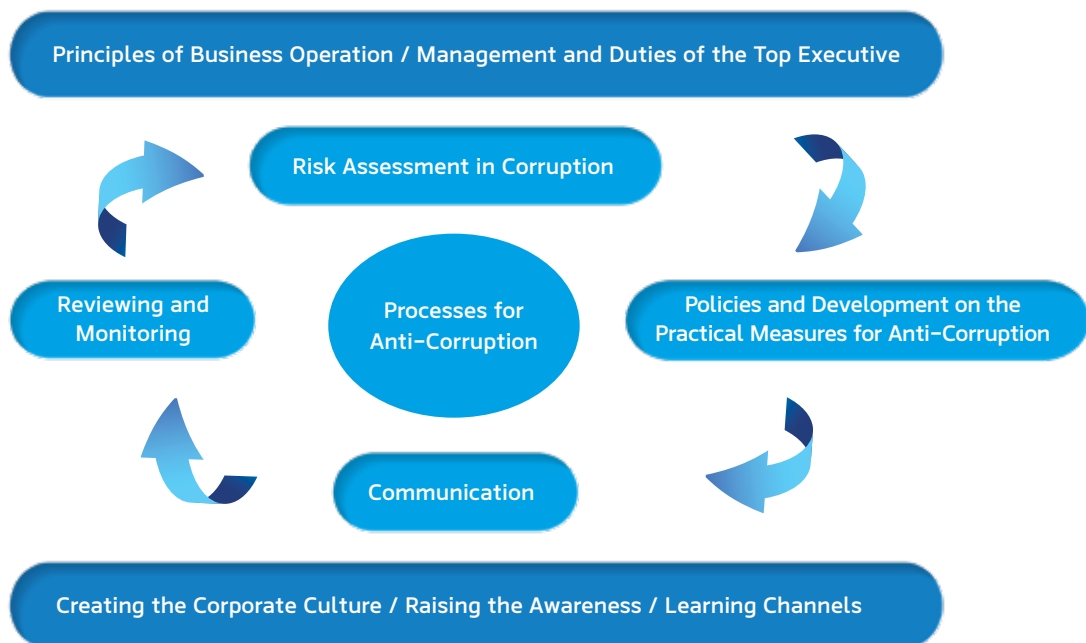 Principles of Business Operation / Management and Duties of the Top Executive
Risk Assessment in Corruption
Reviewing and
Monitoring
Processes for
Anti-Corruption
Policies and Development on the
Practical Measures for Anti-Corruption
Communication
Creating the Corporate Culture / Raising the Awareness / Learning Channels